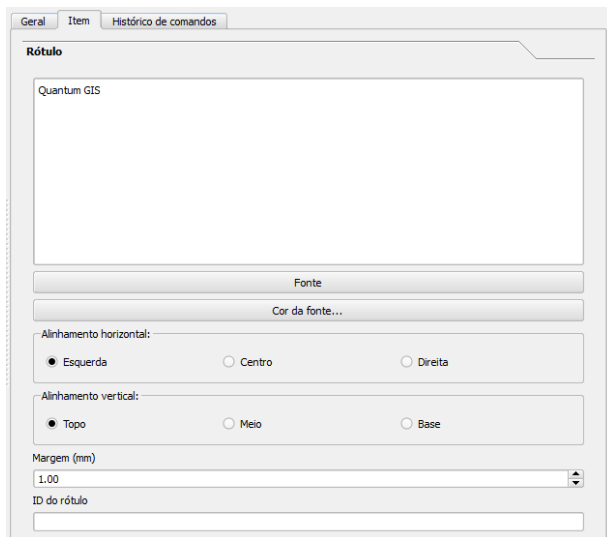 Geral Item Histórico de comandos
Rótulo
Quantum GIS
Fonte
Cor da fonte...
Alinhamento horizontal:
Esquerda Centro Direita
Alinhamento vertical:
Topo Meio Base
Margem (mm)
1.00
ID do rótulo